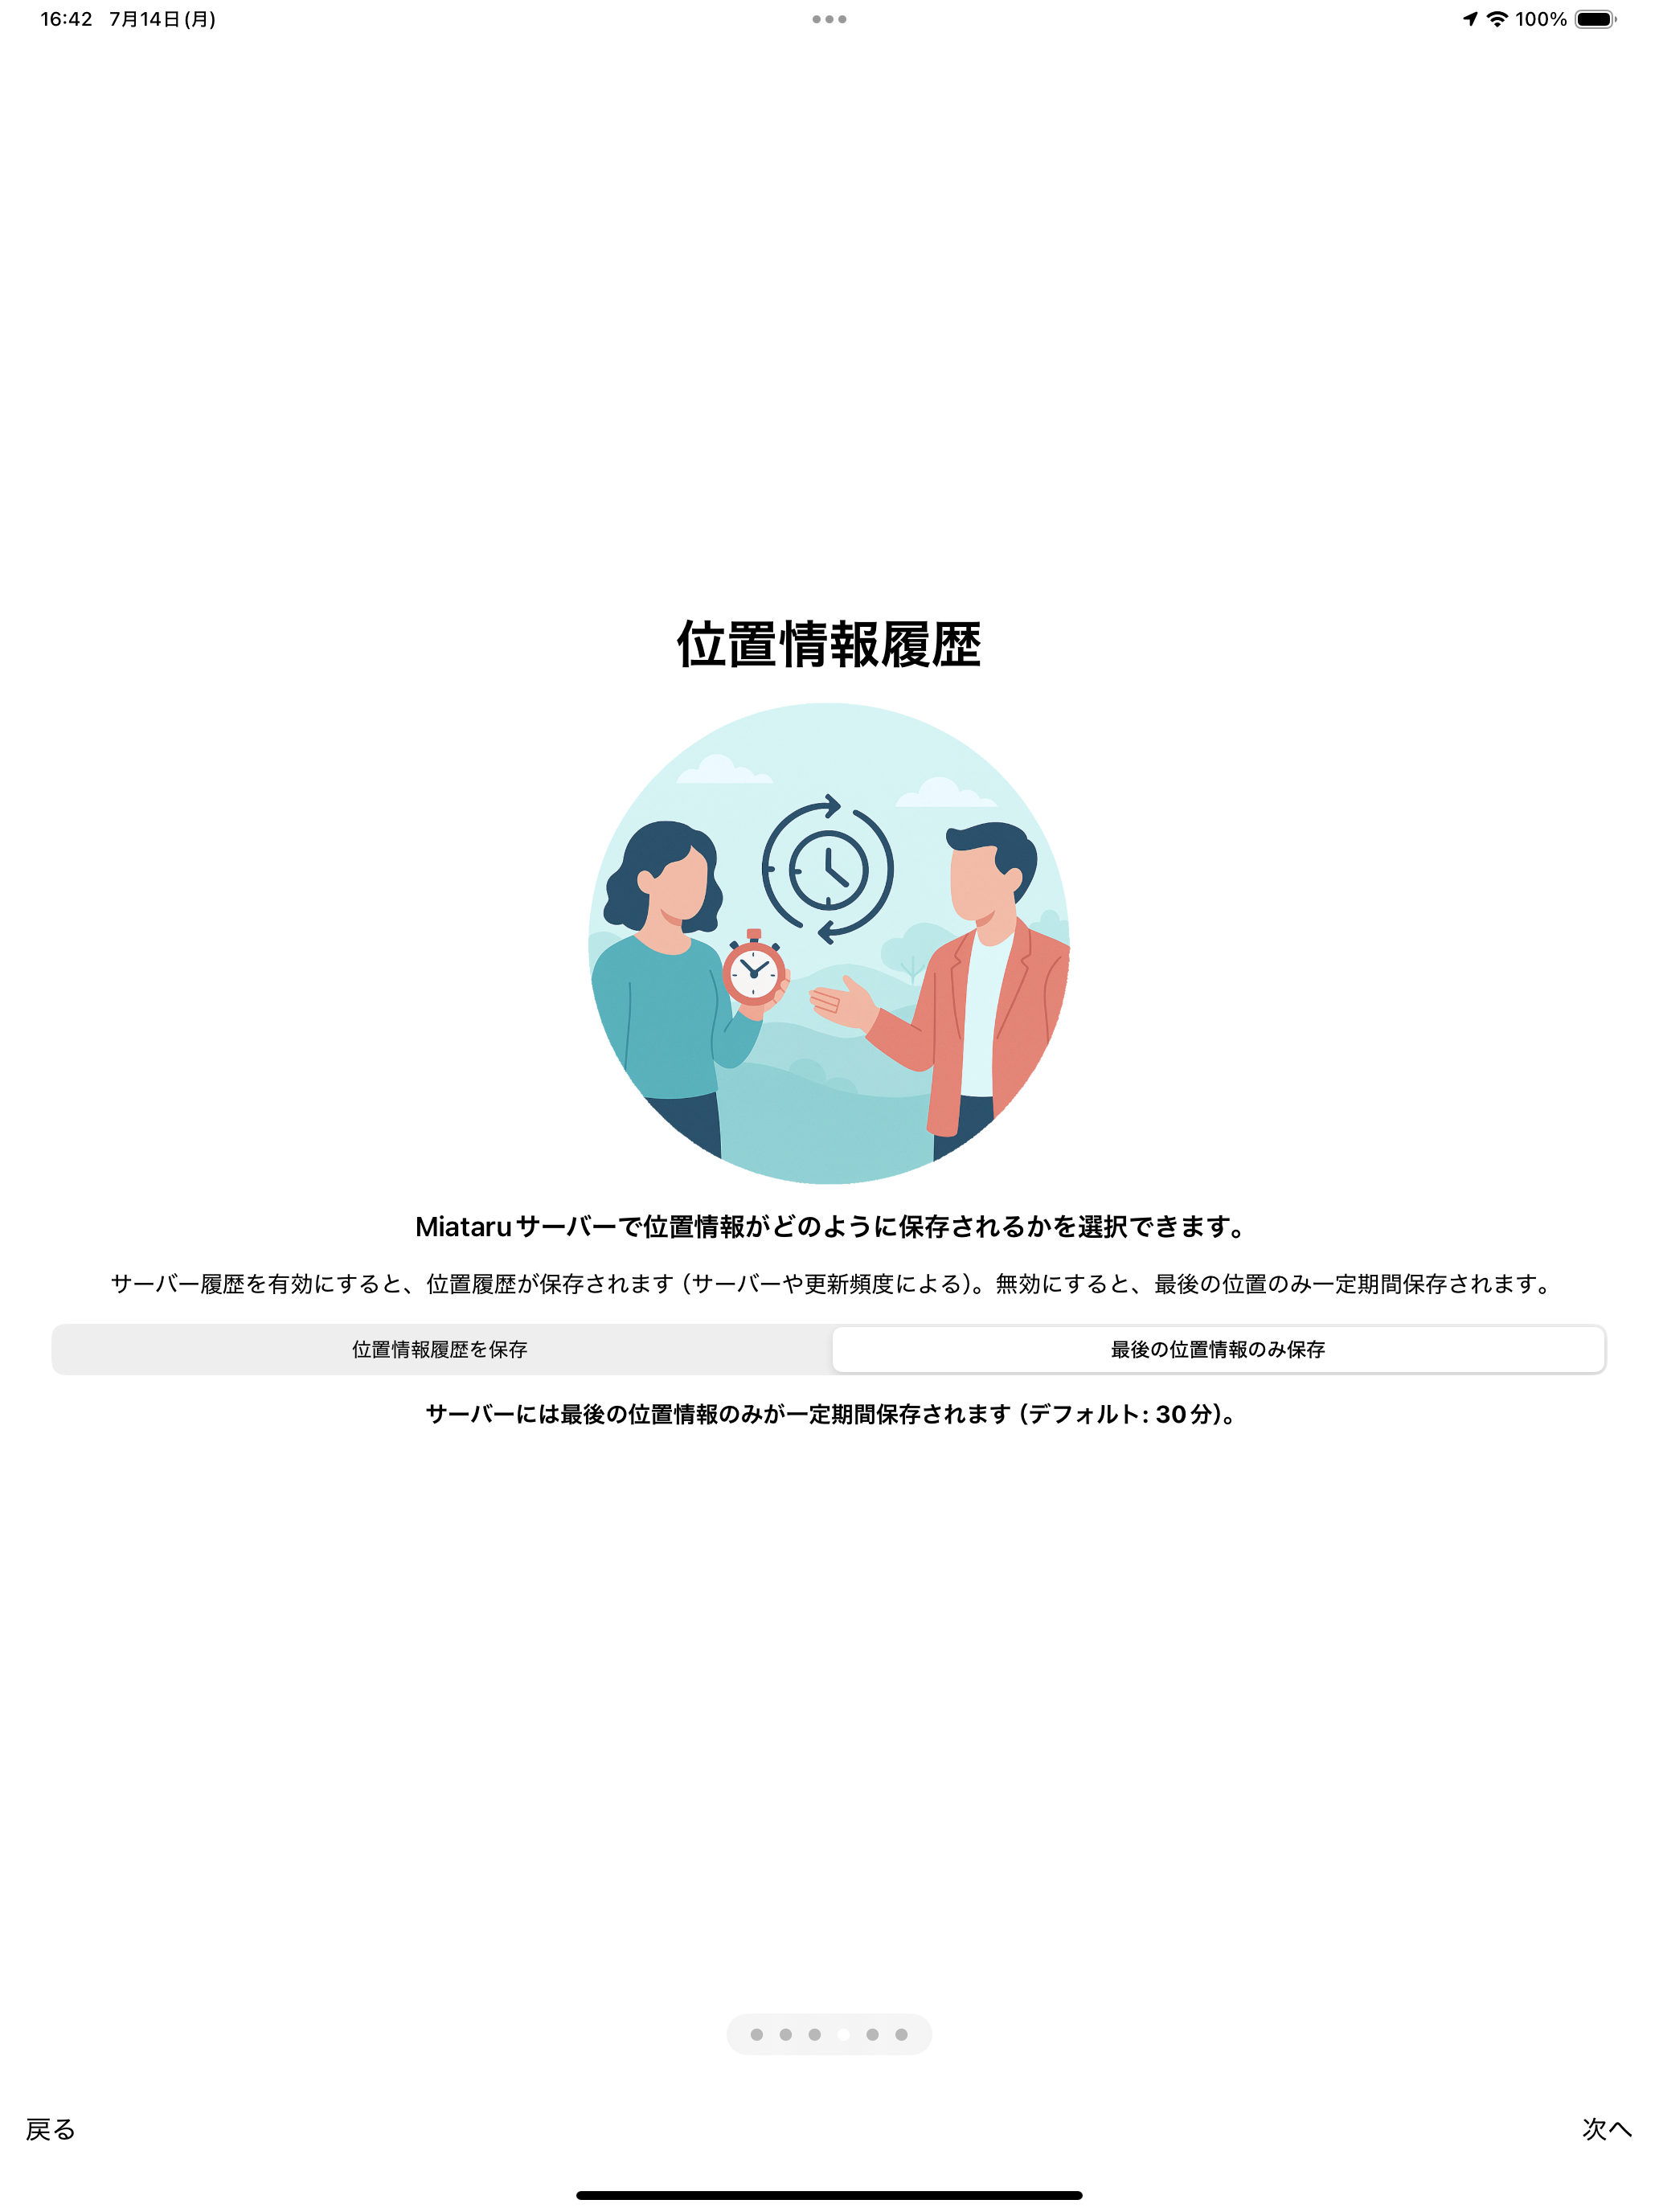 16:42 7月14日(月)
100%
位置情報履歴
Miataruサーバーで位置情報がどのように保存されるかを選択できます。
サーバー履歴を有効にすると、位置履歴が保存されます（サーバーや更新頻度による）。無効にすると、最後の位置のみ一定期間保存されます。
位置情報履歴を保存
最後の位置情報のみ保存
サーバーには最後の位置情報のみが一定期間保存されます（デフォルト: 30分）。
戻る
次へ